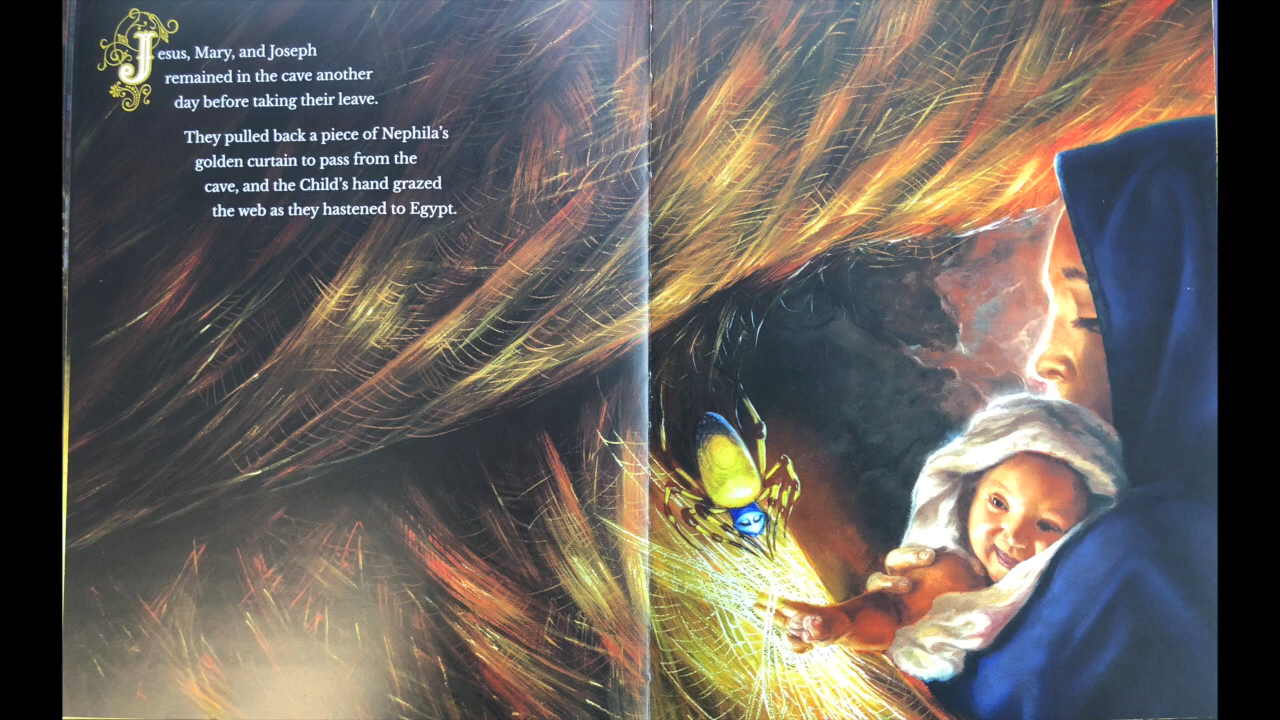 Jesus, Mary, and Joseph
remained in the cave another
day before taking their leave.
They pulled back a piece of Nephila's
golden curtain to pass from the
cave, and the Child's hand grazed
the web as they hastened to Egypt.